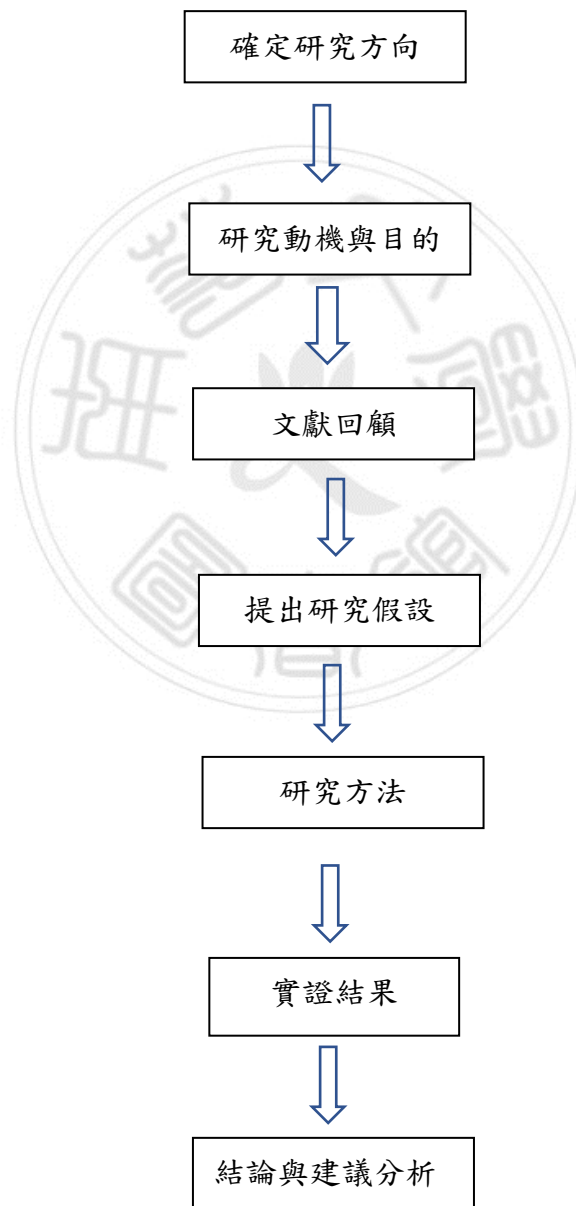 確定研究方向
研究動機與目的
文獻回顧
提出研究假設
研究方法
實證結果
結論與建議分析